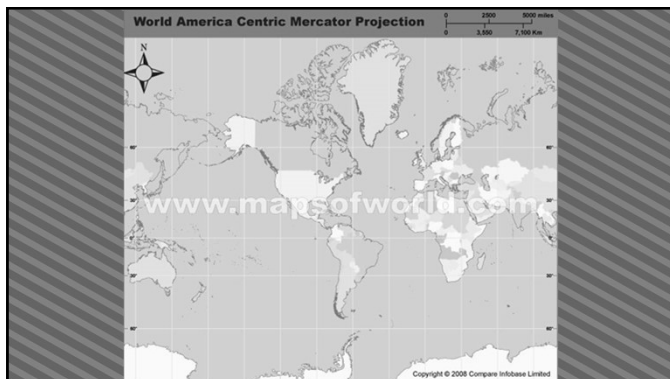 World America Centric Mercator Projection
0 2500 5000 miles
0 3,550 7,100 Km
N
www.mapsofworld.com
Copyright © 2008 Compare Infobase Limited